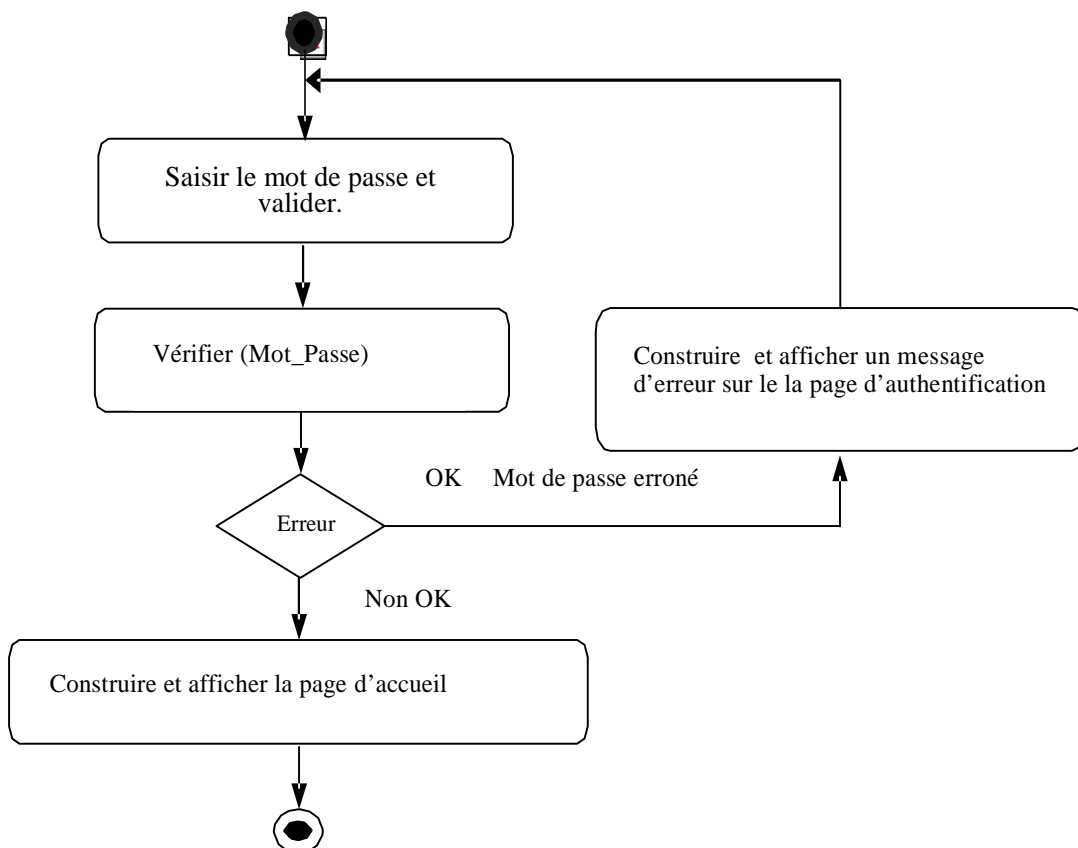 Saisir le mot de passe et
valider.
Vérifier (Mot_Passe)
Construire et afficher un message
d’erreur sur le la page d’authentification
OK Mot de passe erroné
Erreur
Non OK
Construire et afficher la page d’accueil